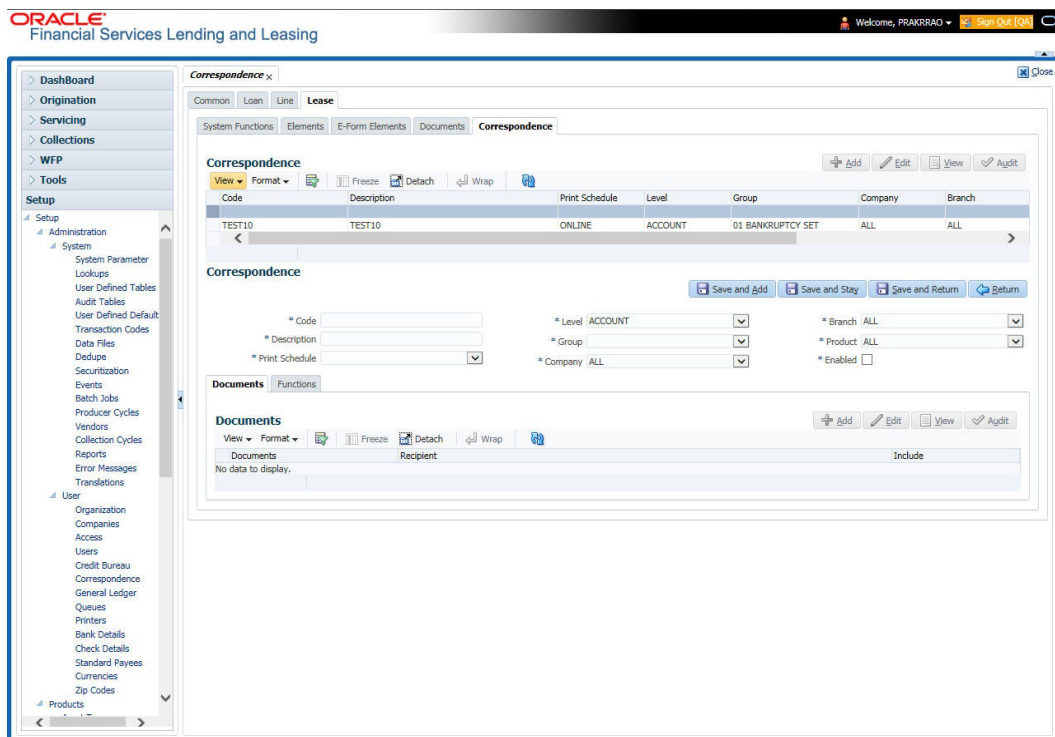 ORACLE
Financial Services Lending and Leasing
Welcome, PRAKRRAO
Sign Out [QA]
DashBoard
Origination
Servicing
Collections
WFP
Tools
Setup
Setup
Administration
System
System Parameter
Lookups
User Defined Tables
Audit Tables
User Defined Default
Transaction Codes
Data Files
Dedupe
Securitization
Events
Batch Jobs
Producer Cycles
Vendors
Collection Cycles
Reports
Error Messages
Translations
User
Organization
Companies
Access
Users
Credit Bureau
Correspondence
General Ledger
Queues
Printers
Bank Details
Check Details
Standard Payees
Currencies
Zip Codes
Products
Correspondence x
Close
Common Loan Line Lease
System Functions Elements E-Form Elements Documents Correspondence
Correspondence
Add Edit View Audit
View Format Freeze Detach Wrap
Code Description Print Schedule Level Group Company Branch
TEST10 TEST10 ONLINE ACCOUNT 01 BANKRUPTCY SET ALL ALL
Correspondence
Save and Add Save and Stay Save and Return Return
* Code * Level ACCOUNT * Branch ALL
* Description * Group * Product ALL
* Print Schedule * Company ALL * Enabled
Documents Functions
Documents
Add Edit View Audit
View Format Freeze Detach Wrap
Documents Recipient Include
No data to display.